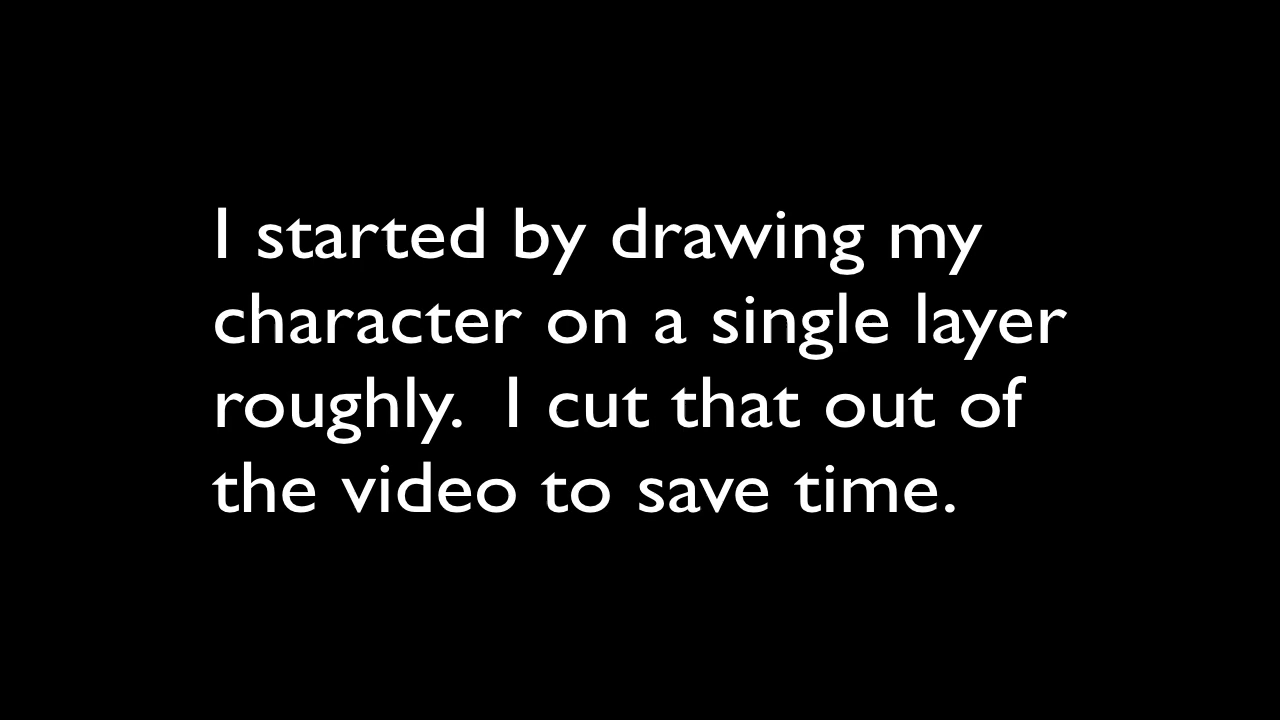 I started by drawing my
character on a single layer
roughly.  I cut that out of
the video to save time.